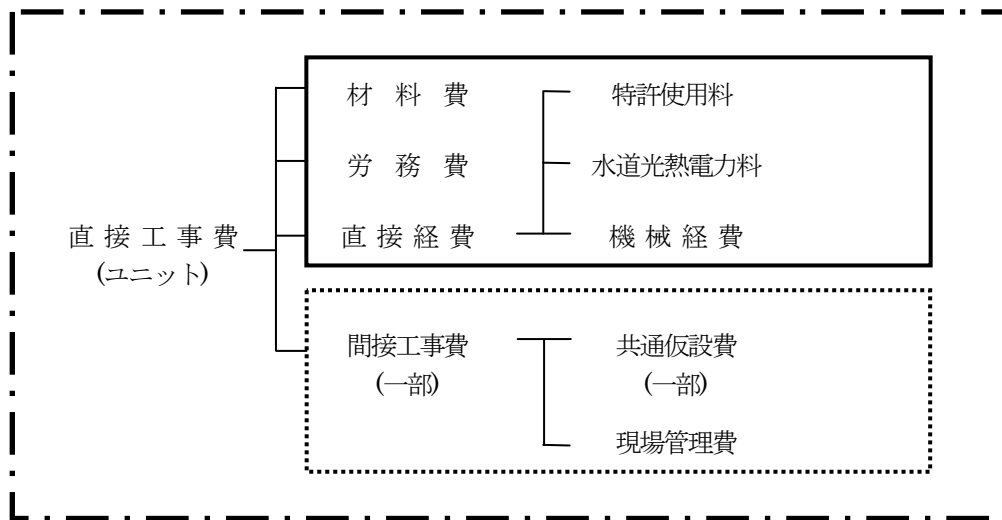 材料費
特許使用料
労務費
水道光熱電力料
直接工事費
(ユニット)
直接経費
機械経費
間接工事費
(一部)
共通仮設費
(一部)
現場管理費